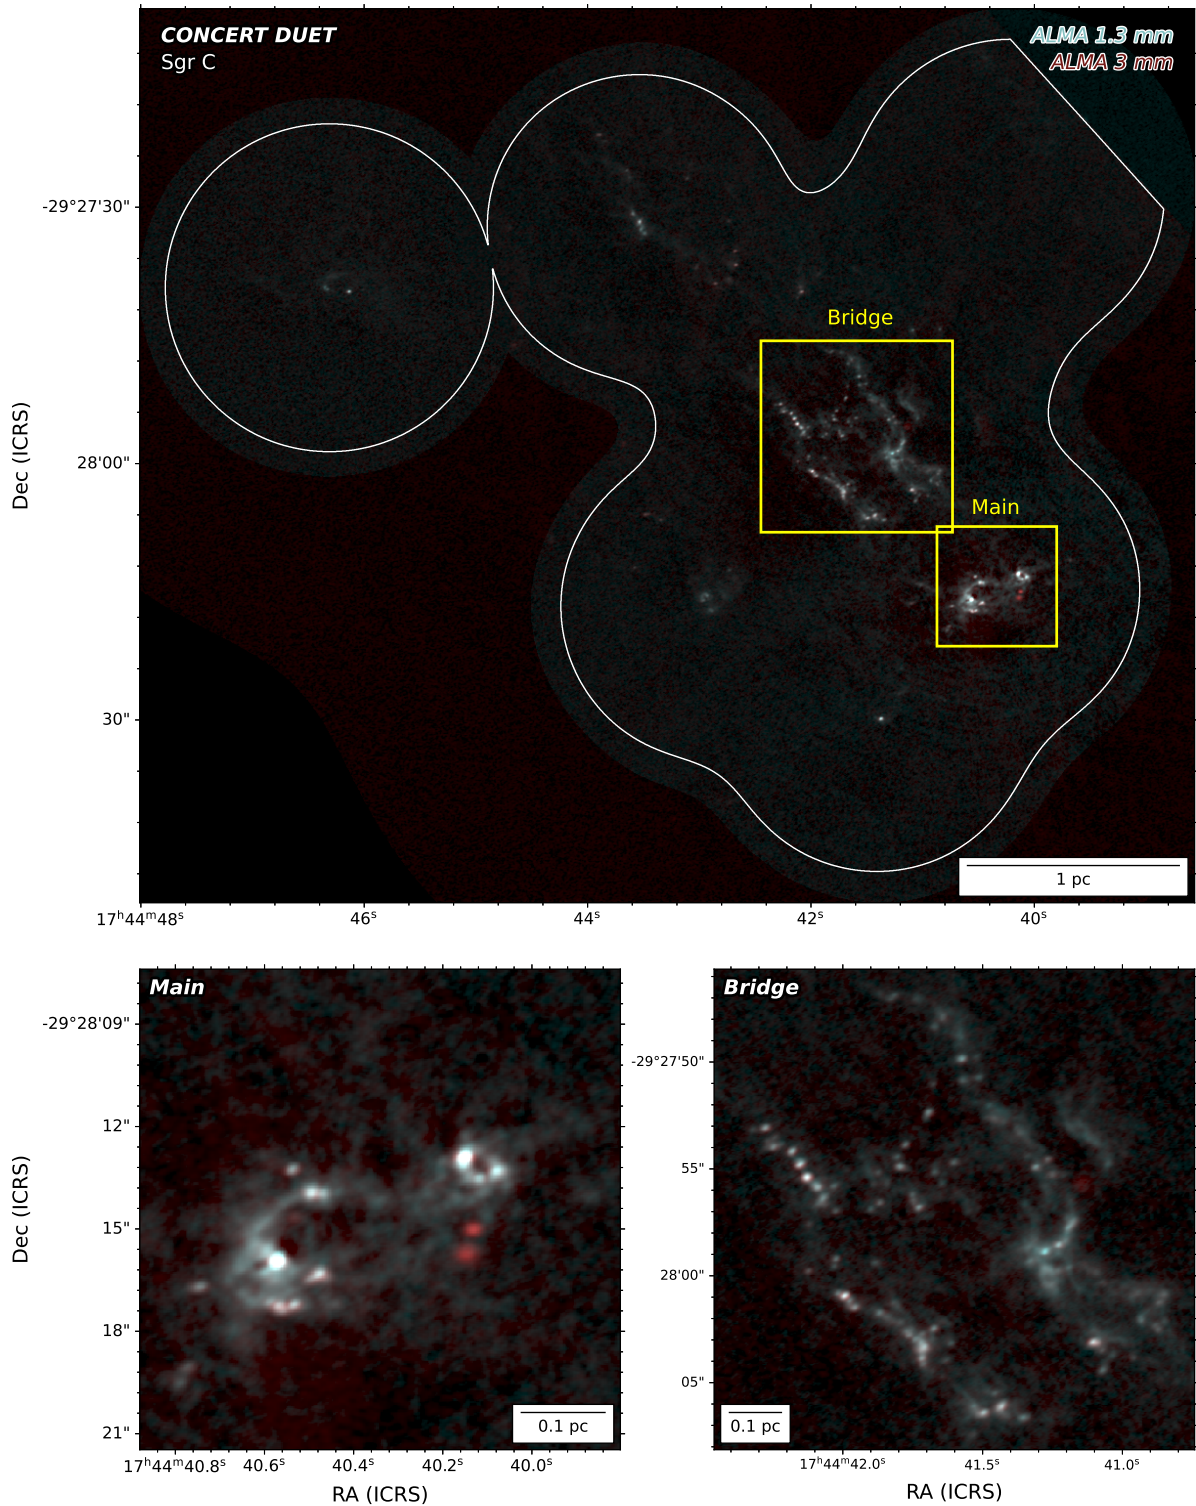 CONCERT DUET
Sgr C
ALMA 1.3 mm
ALMA 3 mm
Bridge
Main
-29°27'30"
28'00"
30"
Dec (ICRS)
1 pc
17ʰ44ᵐ48ˢ
46ˢ
44ˢ
42ˢ
40ˢ
Main
-29°28'09"
12"
15"
18"
21"
Dec (ICRS)
0.1 pc
17ʰ44ᵐ40.8ˢ
40.6ˢ
40.4ˢ
40.2ˢ
40.0ˢ
RA (ICRS)
Bridge
-29°27'50"
55"
28'00"
05"
0.1 pc
17ʰ44ᵐ42.0ˢ
41.5ˢ
41.0ˢ
RA (ICRS)